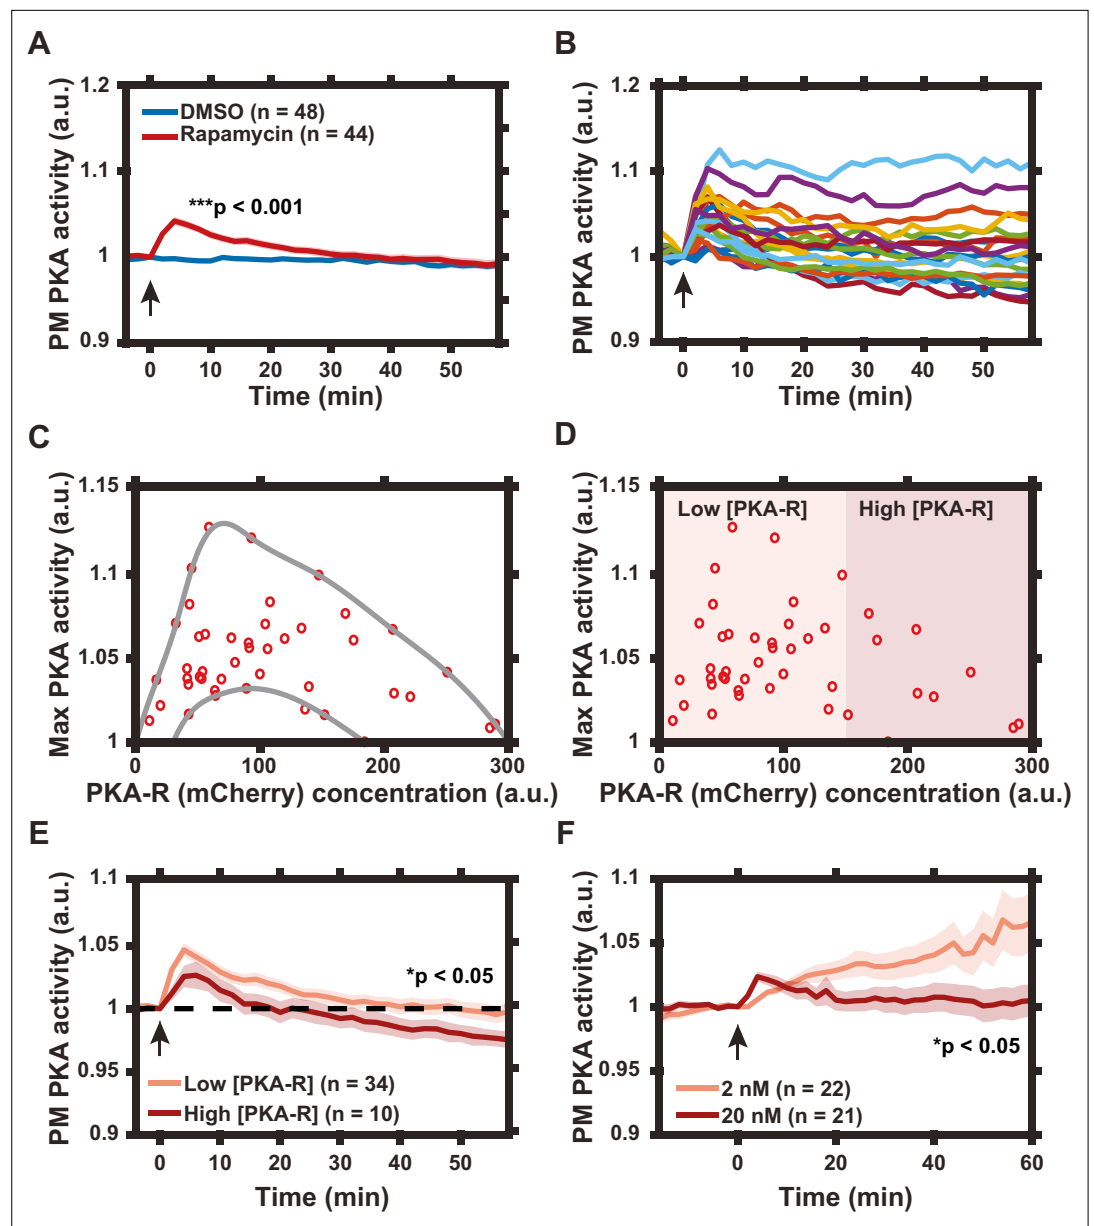 A
B
1.2
1.1
1
0.9
PM PKA activity (a.u.)
DMSO (n = 48)
Rapamycin (n = 44)
***p < 0.001
0 10 20 30 40 50
Time (min)
1.2
1.1
1
0.9
PM PKA activity (a.u.)
0 10 20 30 40 50
Time (min)
C
D
1.15
1.1
1.05
1
Max PKA activity (a.u.)
0 100 200 300
PKA-R (mCherry) concentration (a.u.)
1.15
1.1
1.05
1
Max PKA activity (a.u.)
Low [PKA-R]
High [PKA-R]
0 100 200 300
PKA-R (mCherry) concentration (a.u.)
E
F
1.1
1.05
1
0.95
0.9
PM PKA activity (a.u.)
*p < 0.05
Low [PKA-R] (n = 34)
High [PKA-R] (n = 10)
0 10 20 30 40 50
Time (min)
1.1
1.05
1
0.95
0.9
PM PKA activity (a.u.)
*p < 0.05
2 nM (n = 22)
20 nM (n = 21)
0 20 40 60
Time (min)